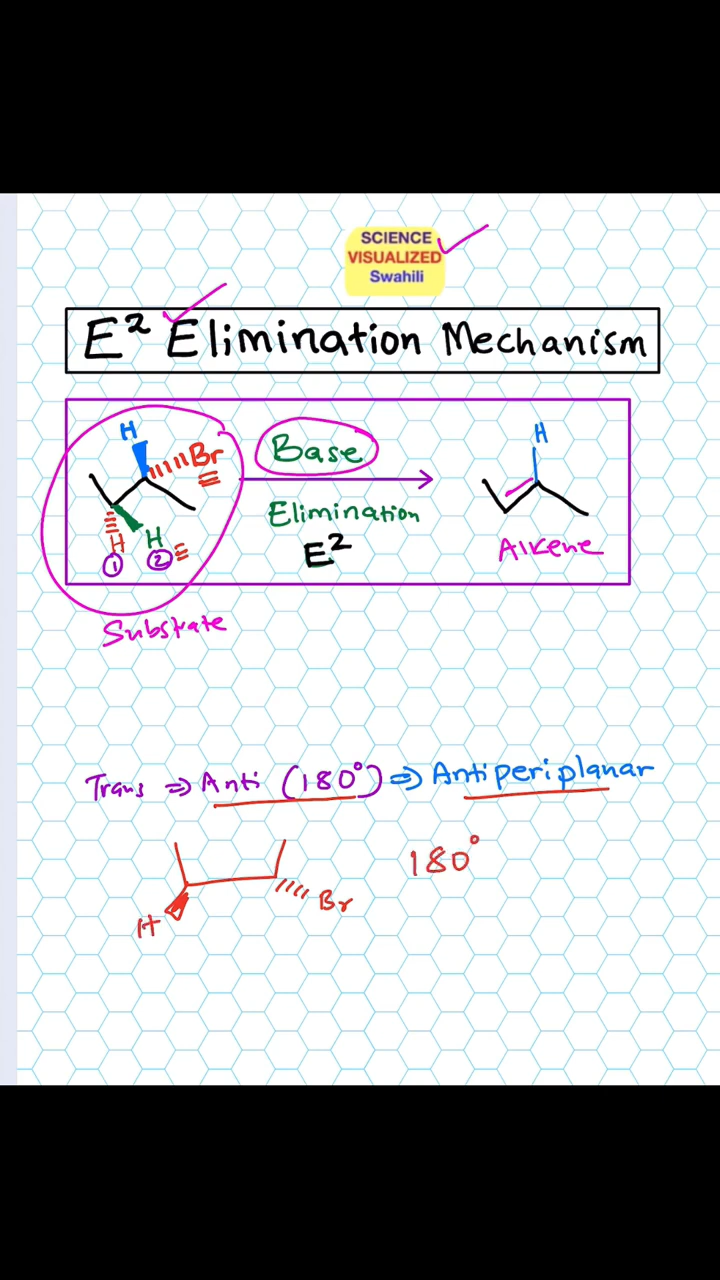 SCIENCE
VISUALIZED
Swahili
E² Elimination Mechanism
H
Br
H
H
① ②
Substrate
Base
Elimination
E²
H
Alkene
Trans ⇒ Anti (180°) ⇒ Antiperiplanar
H
Br
180°